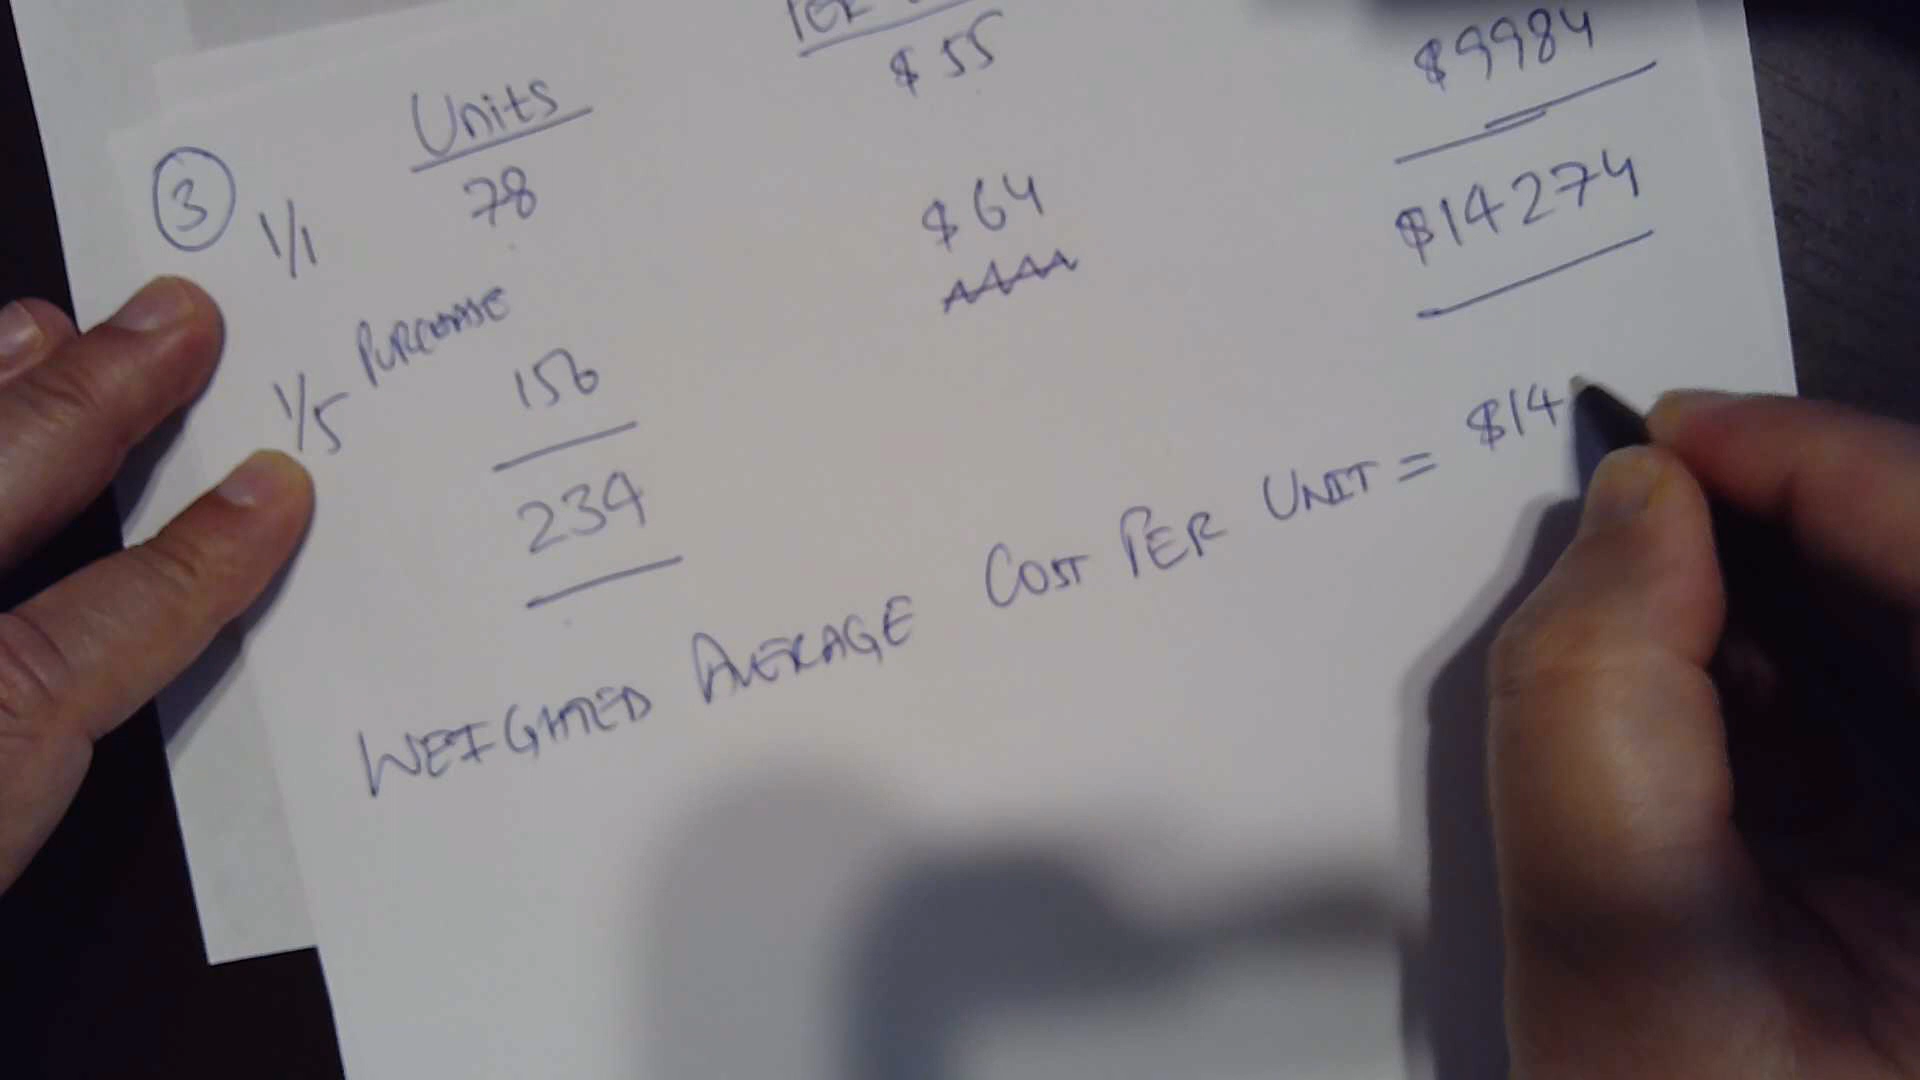 PER
Units
$55
$9984
3
1/1
78
$64
$14274
1/5 PURCHASE
156
234
WEIGHTED AVERAGE COST PER UNIT = $14